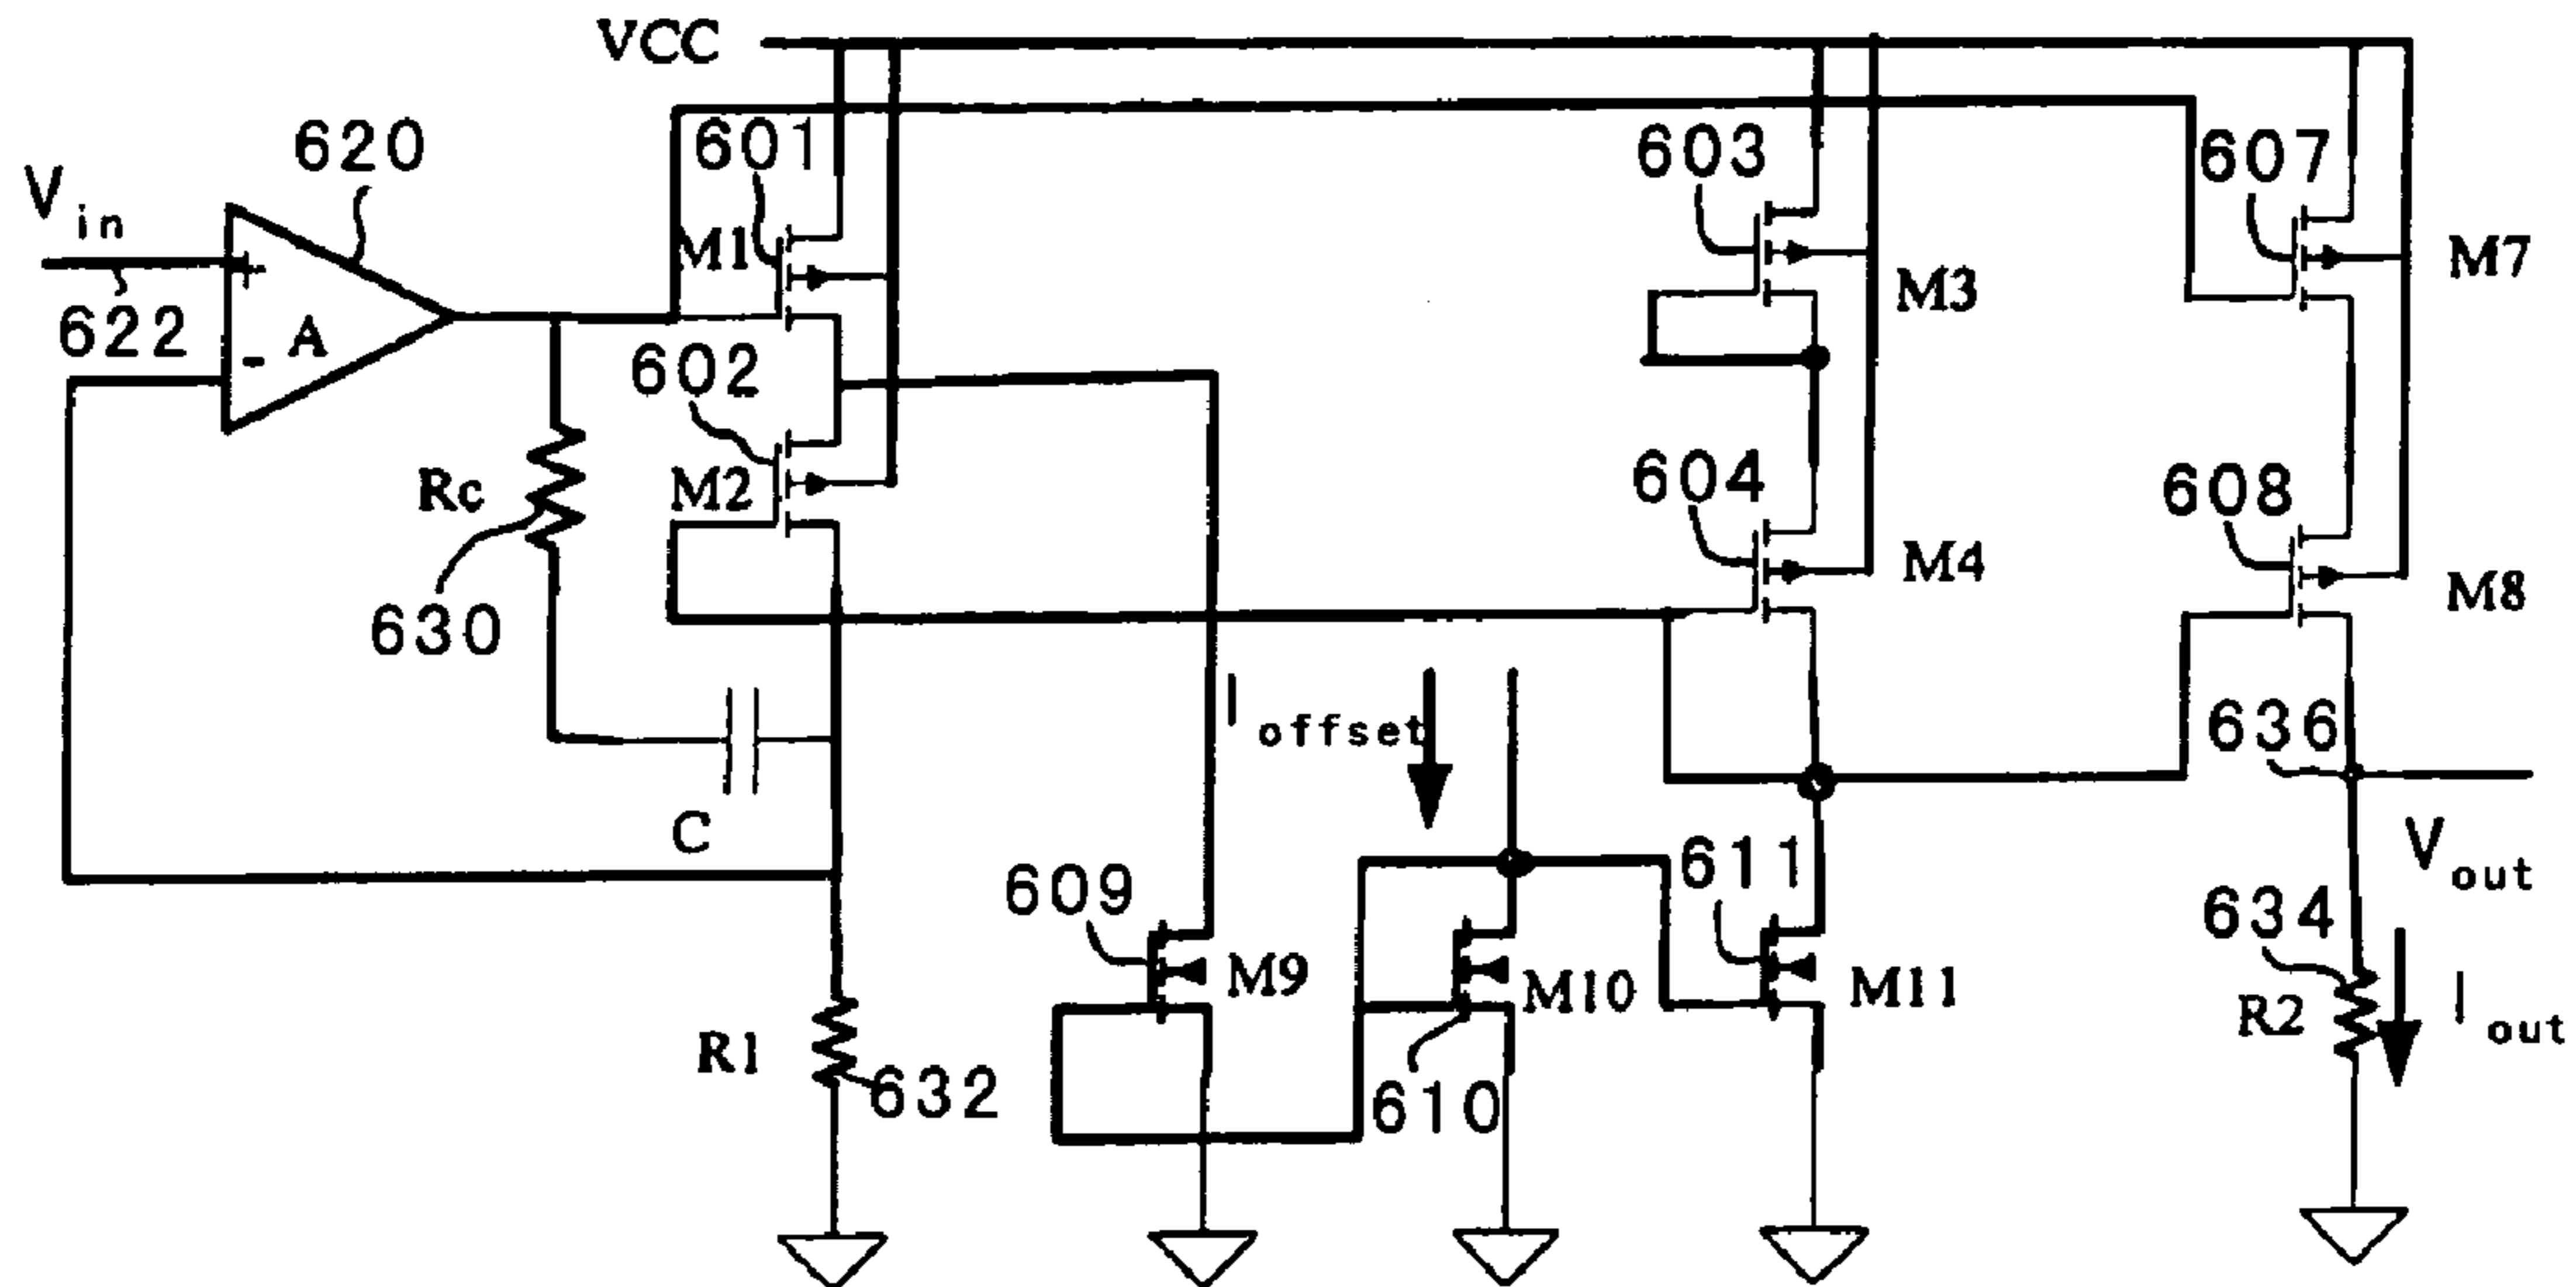 VCC
620
601
603
607
V in
+
M1
M7
622
A
-
M3
602
Rc
M2
604
608
M4
M8
630
I offset
636
C
V out
609
611
634
M9
M10
M11
R2
I out
R1
632
610